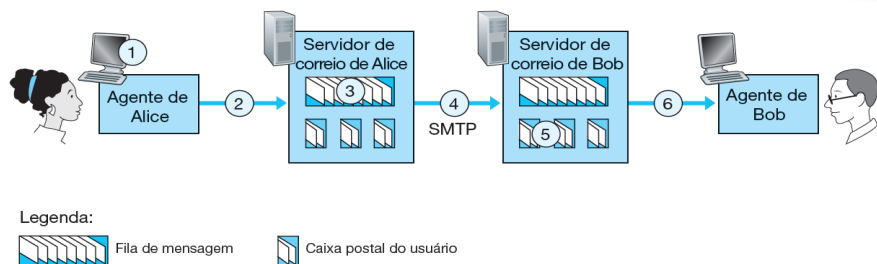 1
Agente de
Alice
2
Servidor de
correio de Alice
3
4
SMTP
Servidor de
correio de Bob
5
6
Agente de
Bob
Legenda:
Fila de mensagem
Caixa postal do usuário